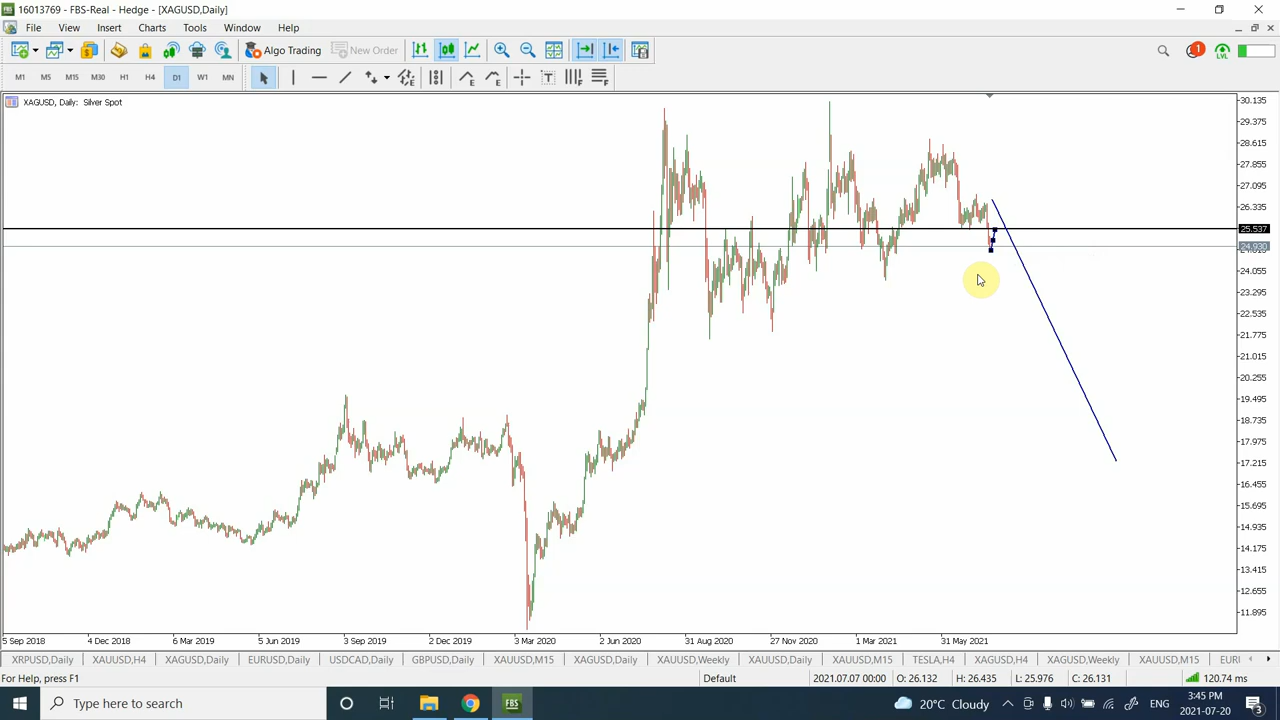 16013769 - FBS-Real - Hedge - [XAGUSD,Daily]
File View Insert Charts Tools Window Help
Algo Trading New Order 1 LVL
M1 M5 M15 M30 H1 H4 D1 W1 MN T F F
XAGUSD, Daily: Silver Spot
30.135
29.375
28.615
27.855
27.095
26.335
25.537
24.930
24.055
23.295
22.535
21.775
21.015
20.255
19.495
18.735
17.975
17.215
16.455
15.695
14.935
14.175
13.415
12.655
11.895
5 Sep 2018 4 Dec 2018 6 Mar 2019 5 Jun 2019 3 Sep 2019 2 Dec 2019 3 Mar 2020 2 Jun 2020 31 Aug 2020 27 Nov 2020 1 Mar 2021 31 May 2021
XRPUSD,Daily XAUUSD,H4 XAGUSD,Daily EURUSD,Daily USDCAD,Daily GBPUSD,Daily XAUUSD,M15 XAGUSD,Daily XAUUSD,Weekly XAUUSD,Daily XAUUSD,M15 TESLA,H4 XAGUSD,H4 XAGUSD,Weekly XAUUSD,M15
For Help, press F1 Default 2021.07.07 00:00 O: 26.132 H: 26.435 L: 25.976 C: 26.131 120.74 ms
Type here to search FBS 20°C Cloudy ENG 3:45 PM
2021-07-20 3